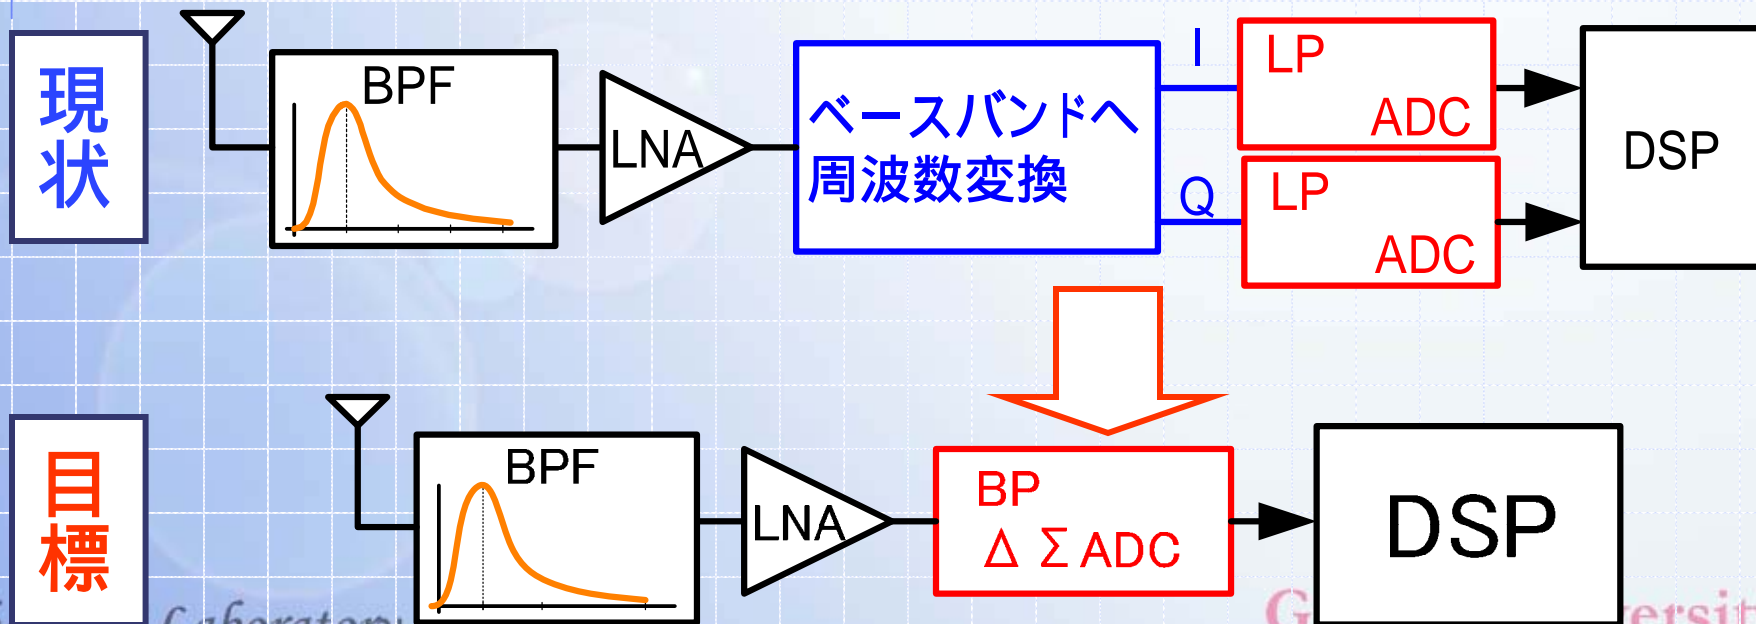 現状
BPF
LNA
ベースバンドへ
周波数変換
I
Q
LP
ADC
LP
ADC
DSP
目標
BPF
LNA
BP
ΔΣADC
DSP
Laboratory